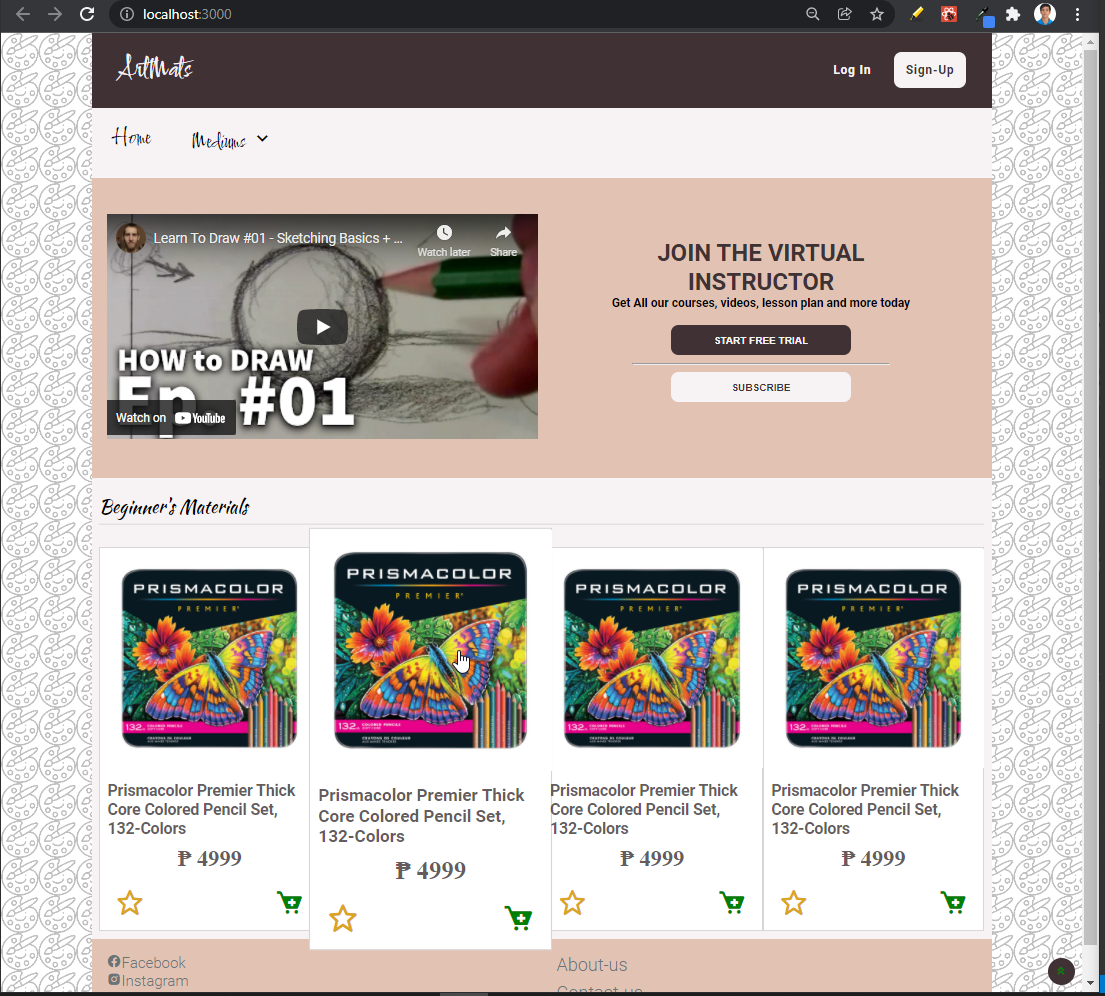 localhost:3000
ArtMats
Log In
Sign-Up
Home
Mediums
Learn To Draw #01 - Sketching Basics + ...
Watch later
Share
HOW to DRAW
Ep. #01
Watch on YouTube
JOIN THE VIRTUAL
INSTRUCTOR
Get All our courses, videos, lesson plan and more today
START FREE TRIAL
SUBSCRIBE
Beginner's Materials
PRISMACOLOR
PREMIER
132
PRISMACOLOR
PREMIER
132
PRISMACOLOR
PREMIER
132
PRISMACOLOR
PREMIER
132
Prismacolor Premier Thick
Core Colored Pencil Set,
132-Colors
₱ 4999
Prismacolor Premier Thick
Core Colored Pencil Set,
132-Colors
₱ 4999
Prismacolor Premier Thick
Core Colored Pencil Set,
132-Colors
₱ 4999
Prismacolor Premier Thick
Core Colored Pencil Set,
132-Colors
₱ 4999
Facebook
Instagram
About-us
Contact-us